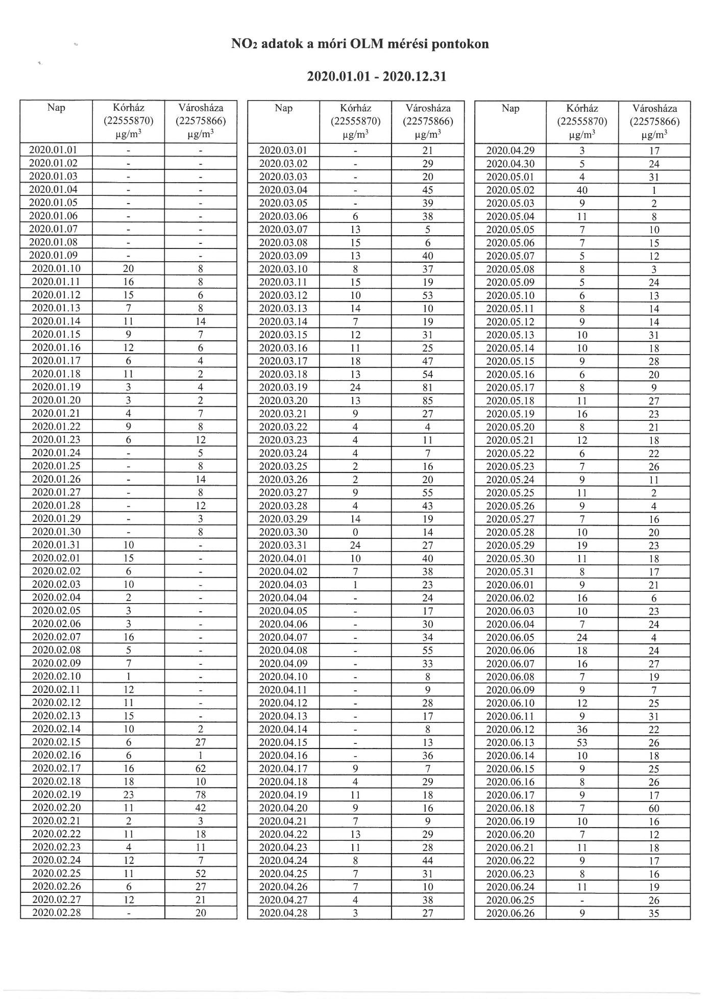 NO2 adatok a móri OLM mérési pontokon
2020.01.01 - 2020.12.31
Nap Kórház (22555870) µg/m³ Városháza (22575866) µg/m³
2020.01.01 - -
2020.01.02 - -
2020.01.03 - -
2020.01.04 - -
2020.01.05 - -
2020.01.06 - -
2020.01.07 - -
2020.01.08 - -
2020.01.09 - -
2020.01.10 20 8
2020.01.11 16 8
2020.01.12 15 6
2020.01.13 7 8
2020.01.14 11 14
2020.01.15 9 7
2020.01.16 12 6
2020.01.17 6 4
2020.01.18 11 2
2020.01.19 3 4
2020.01.20 3 2
2020.01.21 4 7
2020.01.22 9 8
2020.01.23 6 12
2020.01.24 - 5
2020.01.25 - 8
2020.01.26 - 14
2020.01.27 - 8
2020.01.28 - 12
2020.01.29 - 3
2020.01.30 - 8
2020.01.31 10 -
2020.02.01 15 -
2020.02.02 6 -
2020.02.03 10 -
2020.02.04 2 -
2020.02.05 3 -
2020.02.06 3 -
2020.02.07 16 -
2020.02.08 5 -
2020.02.09 7 -
2020.02.10 1 -
2020.02.11 12 -
2020.02.12 11 -
2020.02.13 15 -
2020.02.14 10 2
2020.02.15 6 27
2020.02.16 6 1
2020.02.17 16 62
2020.02.18 18 10
2020.02.19 23 78
2020.02.20 11 42
2020.02.21 2 3
2020.02.22 11 18
2020.02.23 4 11
2020.02.24 12 7
2020.02.25 11 52
2020.02.26 6 27
2020.02.27 12 21
2020.02.28 - 20
Nap Kórház (22555870) µg/m³ Városháza (22575866) µg/m³
2020.03.01 - 21
2020.03.02 - 29
2020.03.03 - 20
2020.03.04 - 45
2020.03.05 - 39
2020.03.06 6 38
2020.03.07 13 5
2020.03.08 15 6
2020.03.09 13 40
2020.03.10 8 37
2020.03.11 15 19
2020.03.12 10 53
2020.03.13 14 10
2020.03.14 7 19
2020.03.15 12 31
2020.03.16 11 25
2020.03.17 18 47
2020.03.18 13 54
2020.03.19 24 81
2020.03.20 13 85
2020.03.21 9 27
2020.03.22 4 4
2020.03.23 4 11
2020.03.24 4 7
2020.03.25 2 16
2020.03.26 2 20
2020.03.27 9 55
2020.03.28 4 43
2020.03.29 14 19
2020.03.30 0 14
2020.03.31 24 27
2020.04.01 10 40
2020.04.02 7 38
2020.04.03 1 23
2020.04.04 - 24
2020.04.05 - 17
2020.04.06 - 30
2020.04.07 - 34
2020.04.08 - 55
2020.04.09 - 33
2020.04.10 - 8
2020.04.11 - 9
2020.04.12 - 28
2020.04.13 - 17
2020.04.14 - 8
2020.04.15 - 13
2020.04.16 - 36
2020.04.17 9 7
2020.04.18 4 29
2020.04.19 11 18
2020.04.20 9 16
2020.04.21 7 9
2020.04.22 13 29
2020.04.23 11 28
2020.04.24 8 44
2020.04.25 7 31
2020.04.26 7 10
2020.04.27 4 38
2020.04.28 3 27
Nap Kórház (22555870) µg/m³ Városháza (22575866) µg/m³
2020.04.29 3 17
2020.04.30 5 24
2020.05.01 4 31
2020.05.02 40 1
2020.05.03 9 2
2020.05.04 11 8
2020.05.05 7 10
2020.05.06 7 15
2020.05.07 5 12
2020.05.08 8 3
2020.05.09 5 24
2020.05.10 6 13
2020.05.11 8 14
2020.05.12 9 14
2020.05.13 10 31
2020.05.14 10 18
2020.05.15 9 28
2020.05.16 6 20
2020.05.17 8 9
2020.05.18 11 27
2020.05.19 16 23
2020.05.20 8 21
2020.05.21 12 18
2020.05.22 6 22
2020.05.23 7 26
2020.05.24 9 11
2020.05.25 11 2
2020.05.26 9 4
2020.05.27 7 16
2020.05.28 10 20
2020.05.29 19 23
2020.05.30 11 18
2020.05.31 8 17
2020.06.01 9 21
2020.06.02 16 6
2020.06.03 10 23
2020.06.04 7 24
2020.06.05 24 4
2020.06.06 18 24
2020.06.07 16 27
2020.06.08 7 19
2020.06.09 9 7
2020.06.10 12 25
2020.06.11 9 31
2020.06.12 36 22
2020.06.13 53 26
2020.06.14 10 18
2020.06.15 9 25
2020.06.16 8 26
2020.06.17 9 17
2020.06.18 7 60
2020.06.19 10 16
2020.06.20 7 12
2020.06.21 11 18
2020.06.22 9 17
2020.06.23 8 16
2020.06.24 11 19
2020.06.25 - 26
2020.06.26 9 35